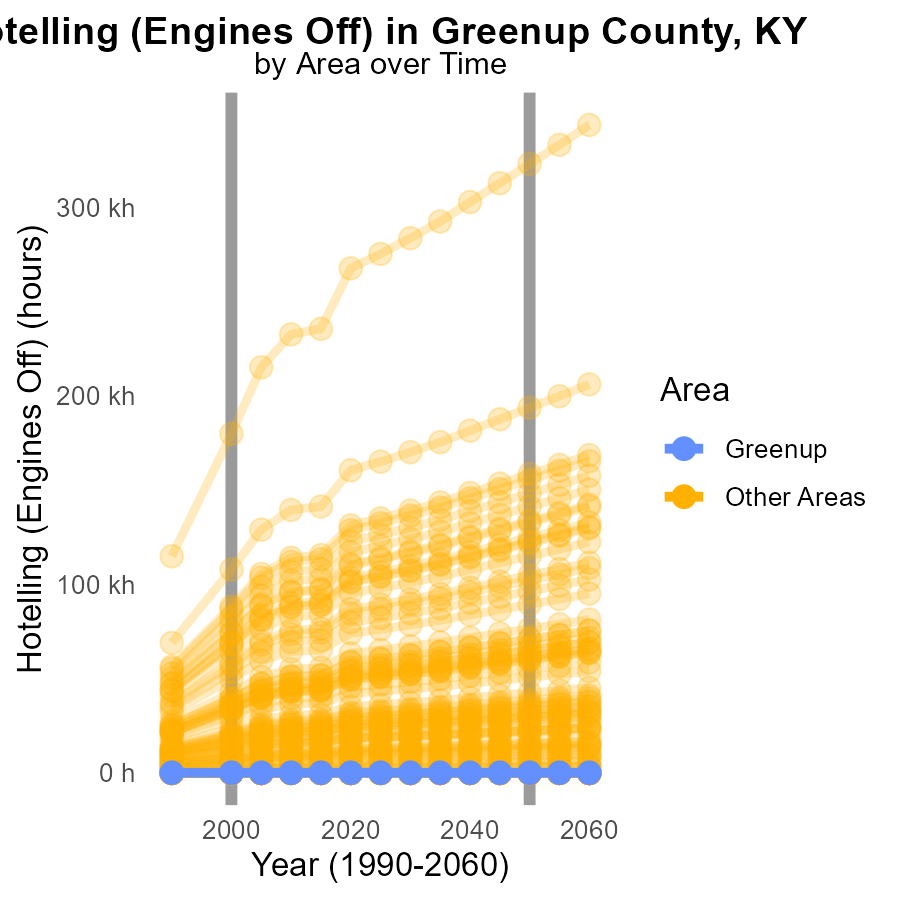 otelling (Engines Off) in Greenup County, KY
by Area over Time
Hotelling (Engines Off) (hours)
300 kh
200 kh
100 kh
0 h
2000 2020 2040 2060
Year (1990-2060)
Area
Greenup
Other Areas